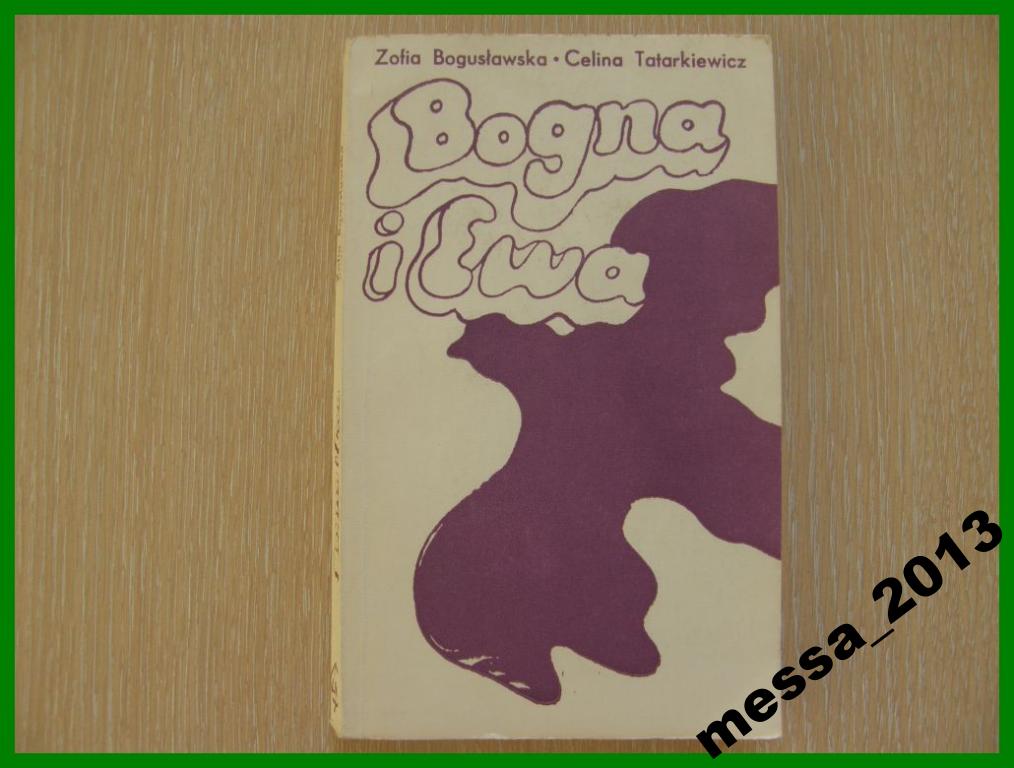 Zofia Bogusławska • Celina Tatarkiewicz
Bogna
i Ewa
messa_2013